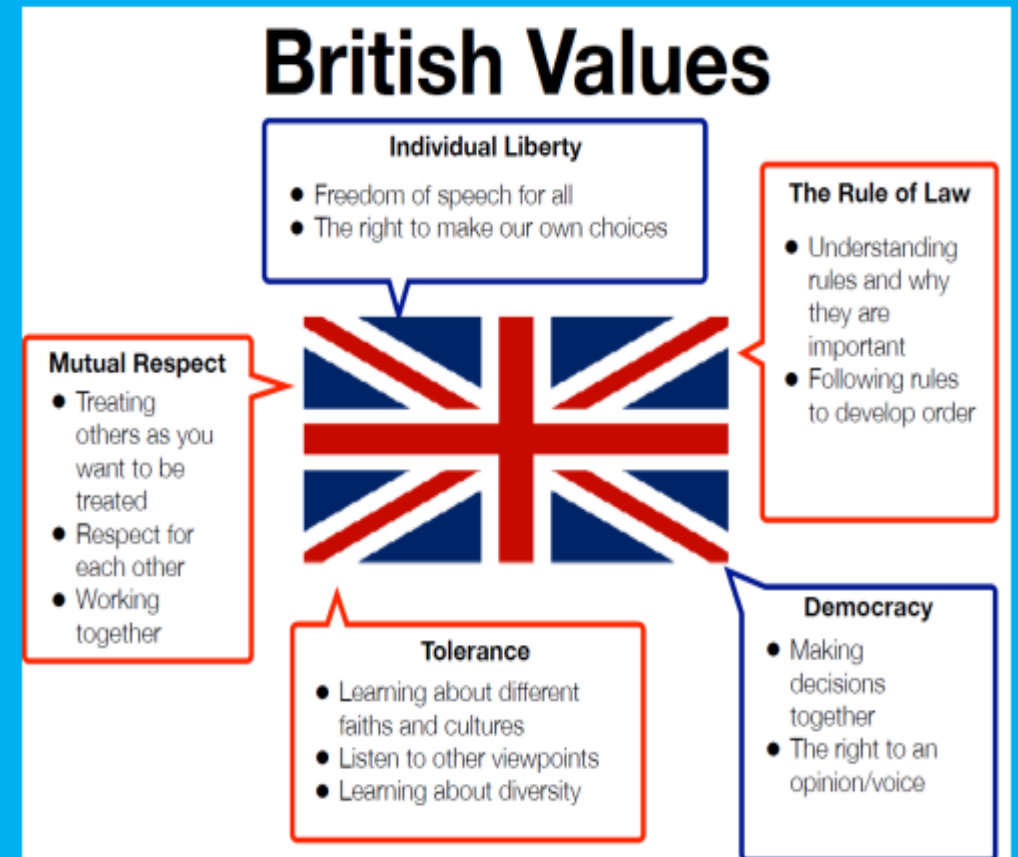 British Values
Individual Liberty
● Freedom of speech for all
● The right to make our own choices
The Rule of Law
● Understanding
rules and why
they are
important
● Following rules
to develop order
Mutual Respect
● Treating
others as you
want to be
treated
● Respect for
each other
● Working
together
Tolerance
● Learning about different
faiths and cultures
● Listen to other viewpoints
● Learning about diversity
Democracy
● Making
decisions
together
● The right to an
opinion/voice